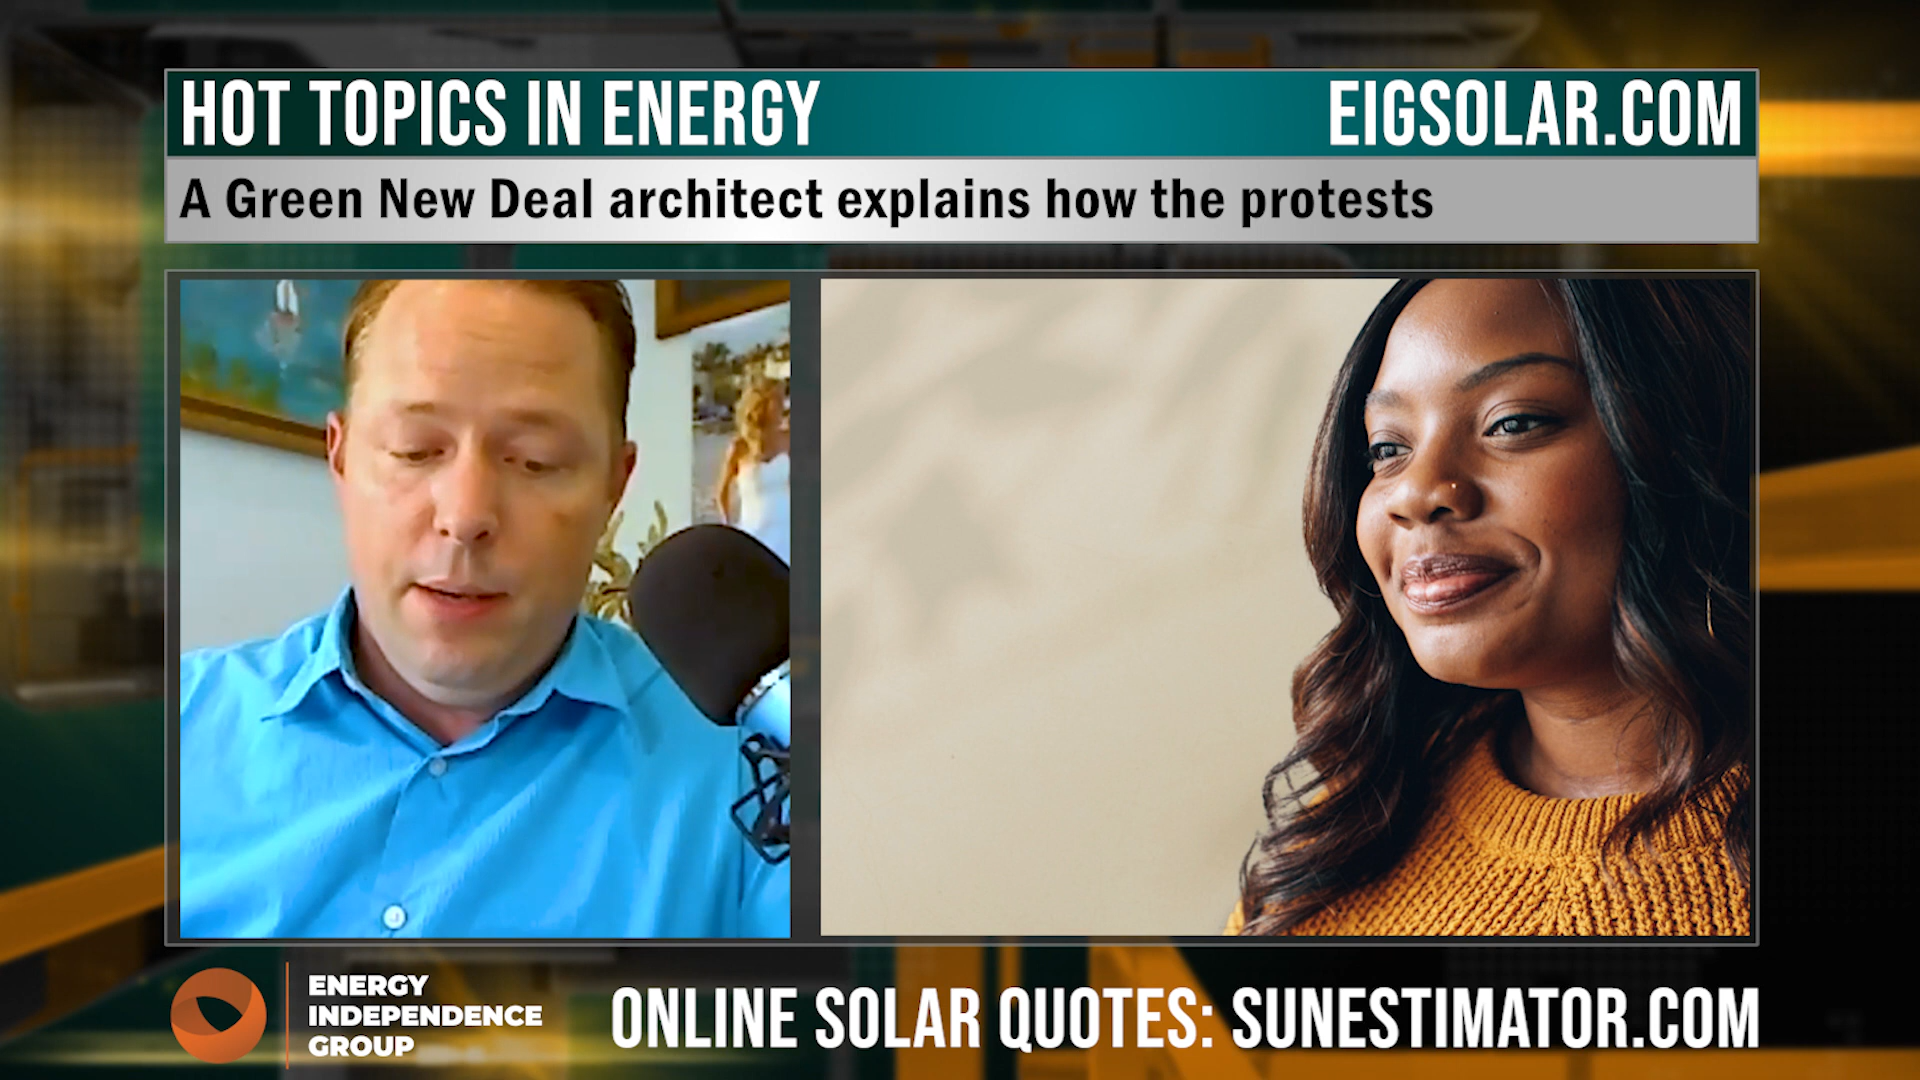 HOT TOPICS IN ENERGY
EIGSOLAR.COM
A Green New Deal architect explains how the protests
ENERGY
INDEPENDENCE
GROUP
ONLINE SOLAR QUOTES: SUNESTIMATOR.COM